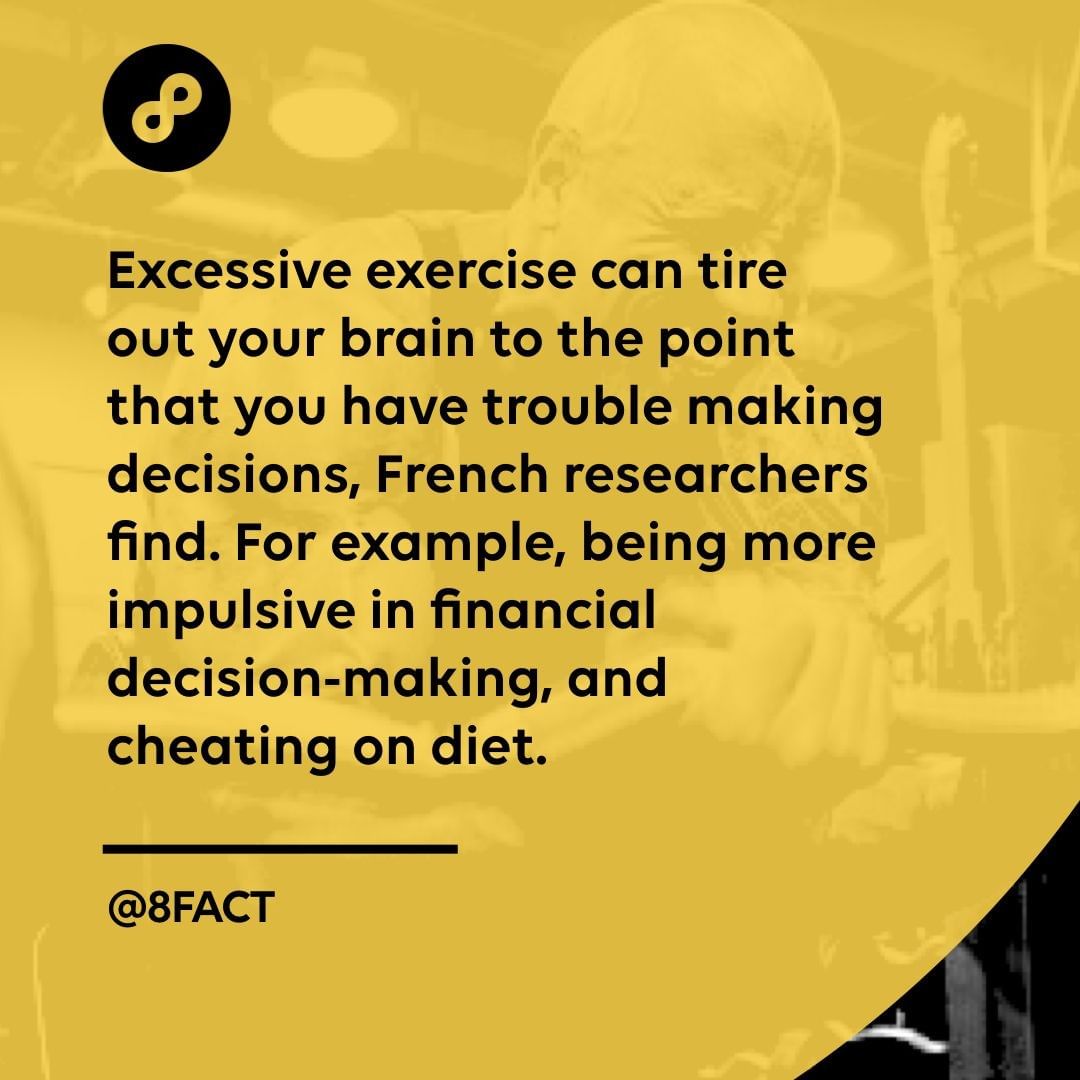 Excessive exercise can tire
out your brain to the point
that you have trouble making
decisions, French researchers
find. For example, being more
impulsive in financial
decision-making, and
cheating on diet.
@8FACT